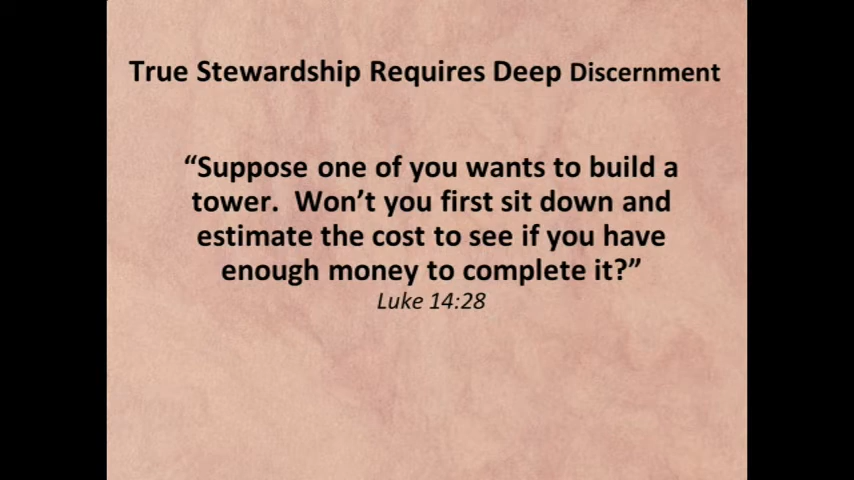 True Stewardship Requires Deep Discernment
“Suppose one of you wants to build a
tower.  Won’t you first sit down and
estimate the cost to see if you have
enough money to complete it?”
Luke 14:28